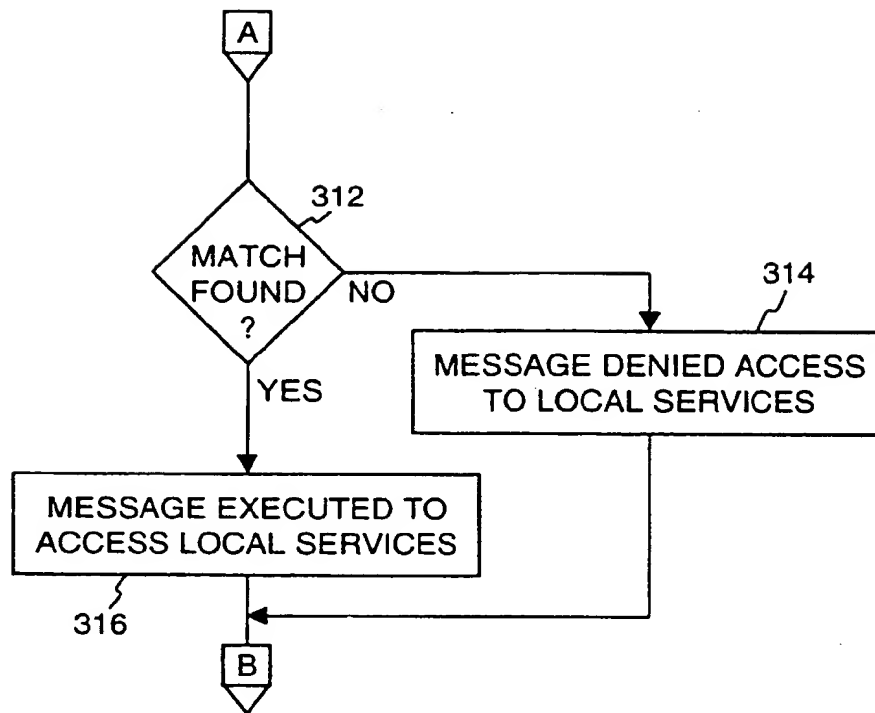 A
312
MATCH
FOUND
?
NO
314
MESSAGE DENIED ACCESS
TO LOCAL SERVICES
YES
MESSAGE EXECUTED TO
ACCESS LOCAL SERVICES
316
B